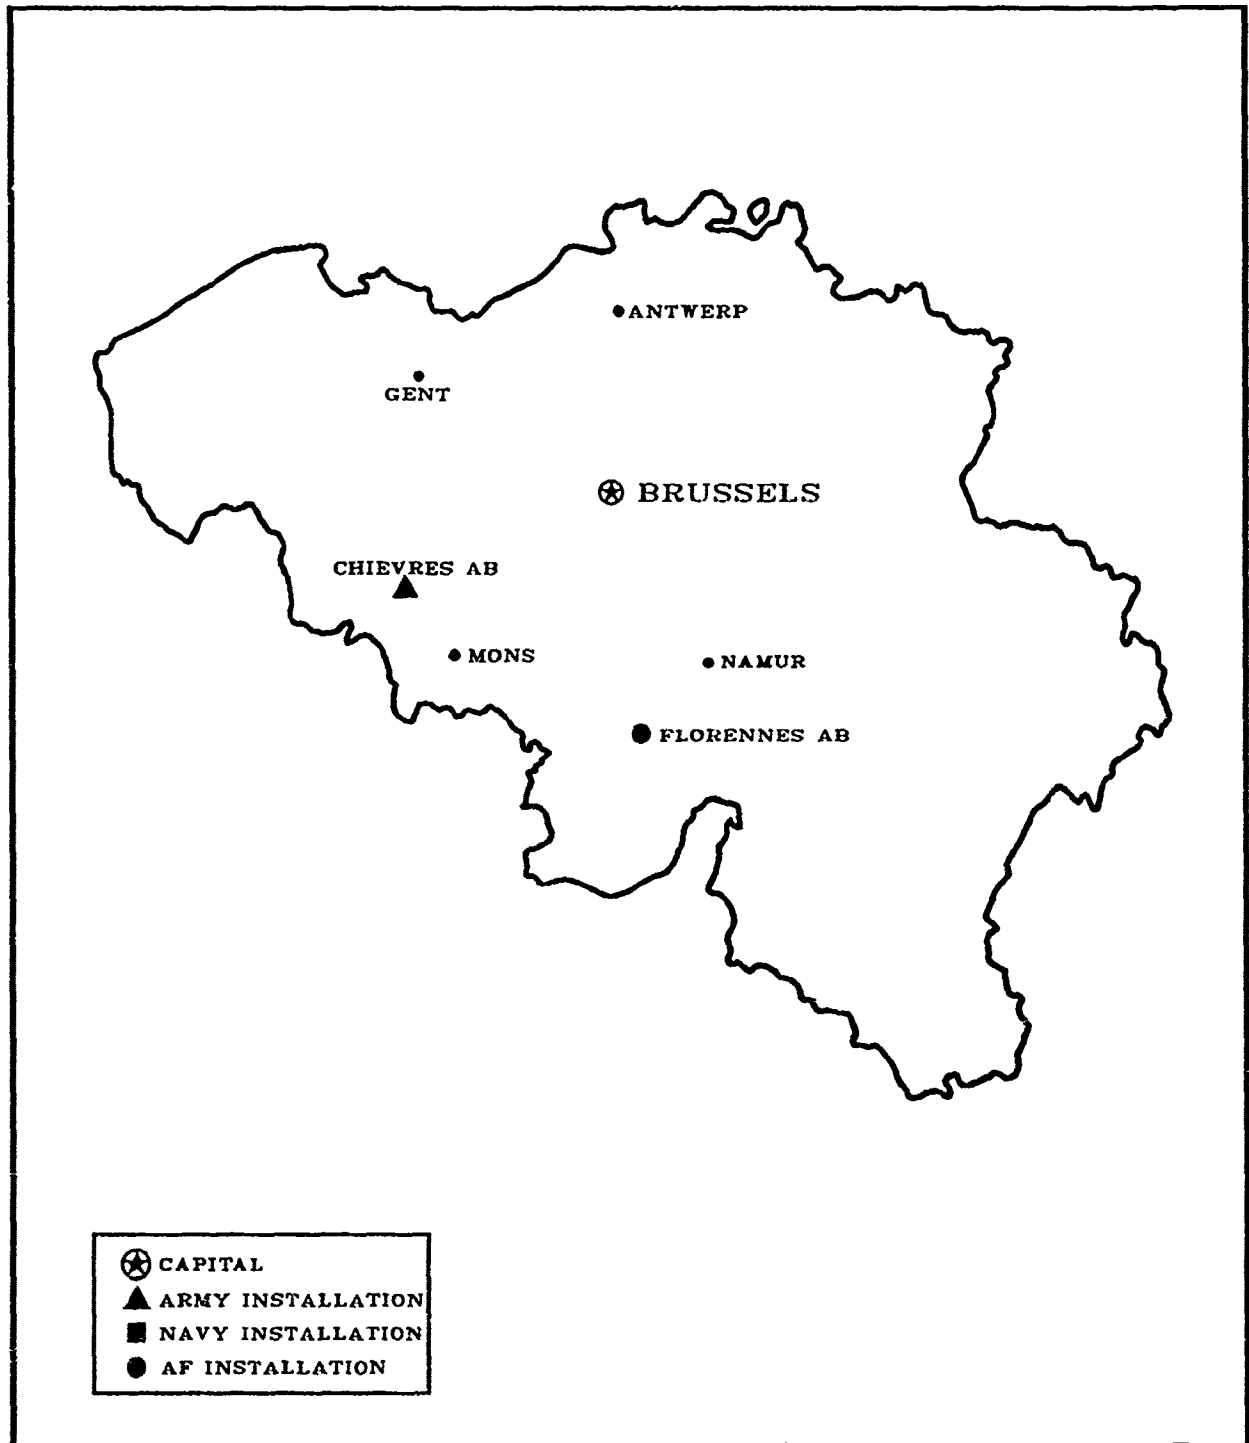 ANTWERP
GENT
BRUSSELS
CHIEVRES AB
MONS
NAMUR
FLORENNES AB
CAPITAL
ARMY INSTALLATION
NAVY INSTALLATION
AF INSTALLATION